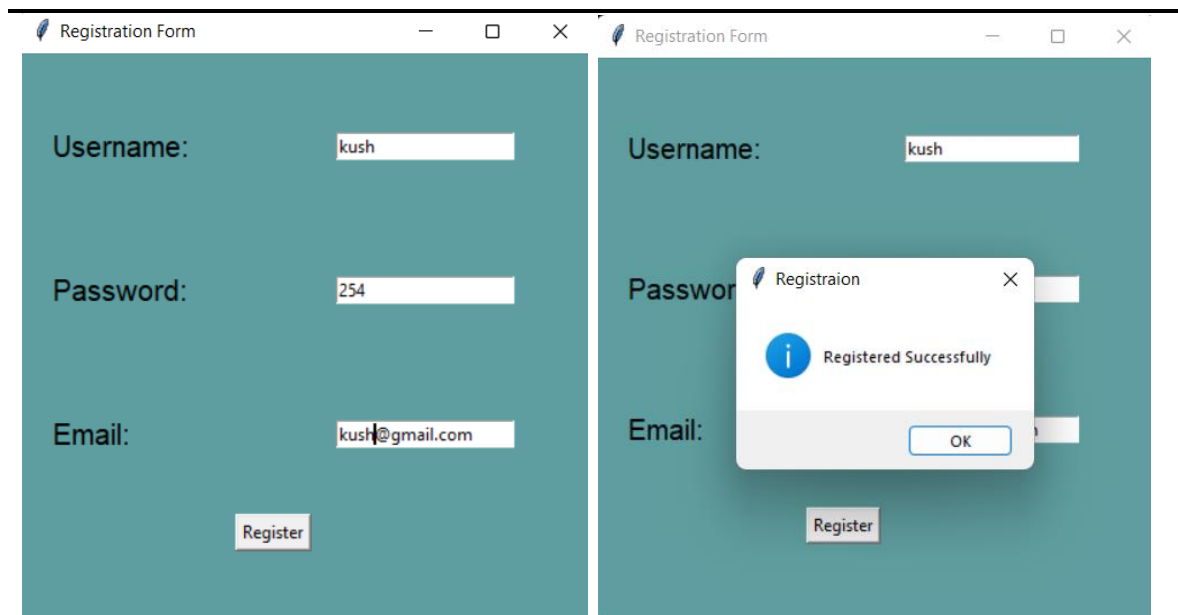 Registration Form
Username:
kush
Password:
254
Email:
kush@gmail.com
Register
Registration Form
Username:
kush
Passwor
Registraion
Registered Successfully
OK
Email:
Register